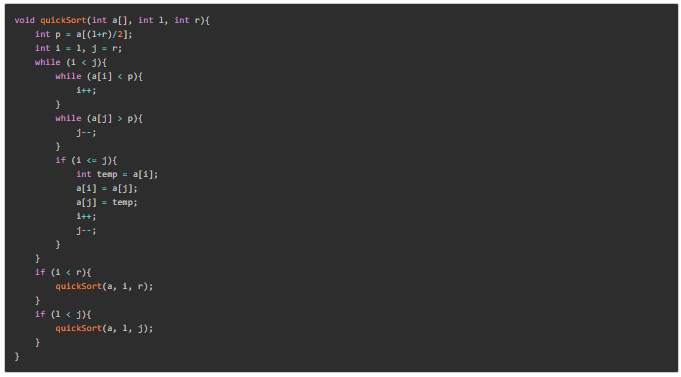 void quickSort(int a[], int l, int r){
    int p = a[(l+r)/2];
    int i = l, j = r;
    while (i < j){
        while (a[i] < p){
            i++;
        }
        while (a[j] > p){
            j--;
        }
        if (i <= j){
            int temp = a[i];
            a[i] = a[j];
            a[j] = temp;
            i++;
            j--;
        }
    }
    if (i < r){
        quickSort(a, i, r);
    }
    if (l < j){
        quickSort(a, l, j);
    }
}